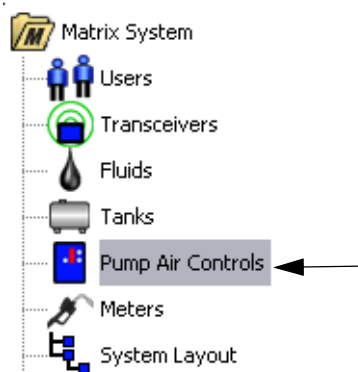 Matrix System
Users
Transceivers
Fluids
Tanks
Pump Air Controls
Meters
System Layout